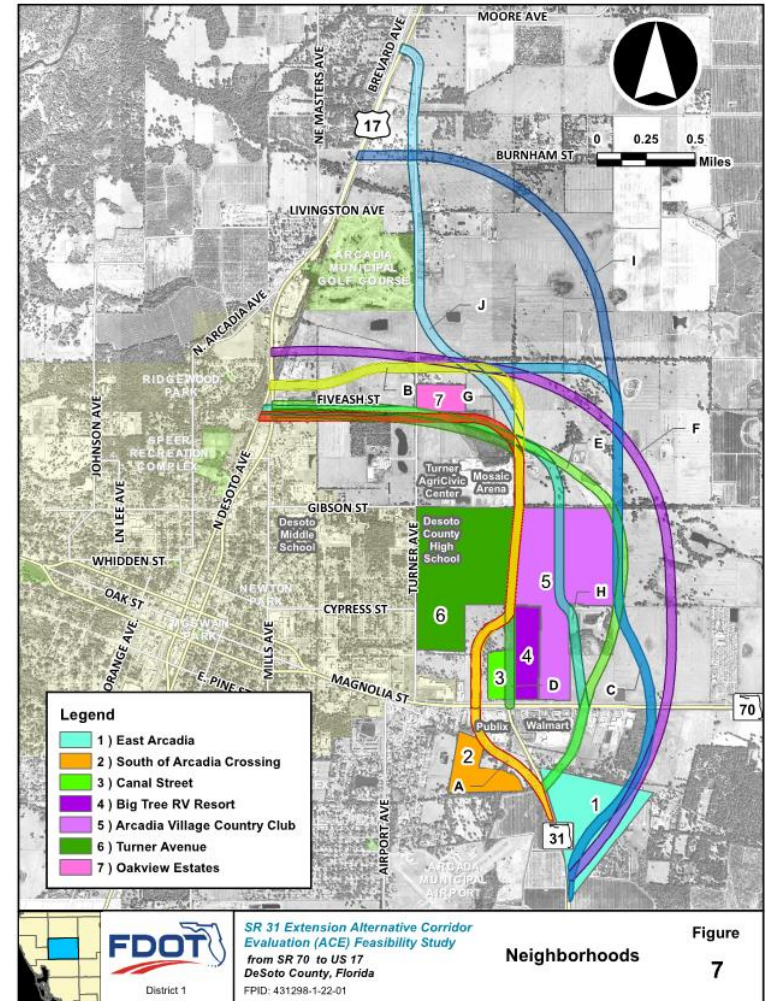 MOORE AVE
BREVARD AVE
NE MASTERS AVE
17
0 0.25 0.5
Miles
BURNHAM ST
LIVINGSTON AVE
ARCADIA
MUNICIPAL
GOLF COURSE
I
J
N. ARCADIA AVE
RIDGEWOOD
PARK
B
7
G
FIVEASH ST
F
E
JOHNSON AVE
SPEER
RECREATION
COMPLEX
N DESOTO AVE
Turner
AgriCivic
Center
Mosaic
Arena
LN LEE AVE
GIBSON ST
Desoto
Middle
School
TURNER AVE
Desoto
County
High
School
WHIDDEN ST
5
H
OAK ST
NEWTON
PARK
CYPRESS ST
6
MCSWAIN
PARK
ORANGE AVE.
MILLS AVE
4
3
E. PINE ST
MAGNOLIA ST
D
C
70
Publix
Walmart
Legend
1 ) East Arcadia
2 ) South of Arcadia Crossing
3 ) Canal Street
4 ) Big Tree RV Resort
5 ) Arcadia Village Country Club
6 ) Turner Avenue
7 ) Oakview Estates
2
A
1
31
AIRPORT AVE
ARCADIA
MUNICIPAL
AIRPORT
FDOT
District 1
SR 31 Extension Alternative Corridor
Evaluation (ACE) Feasibility Study
from SR 70 to US 17
DeSoto County, Florida
FPID: 431298-1-22-01
Neighborhoods
Figure
7